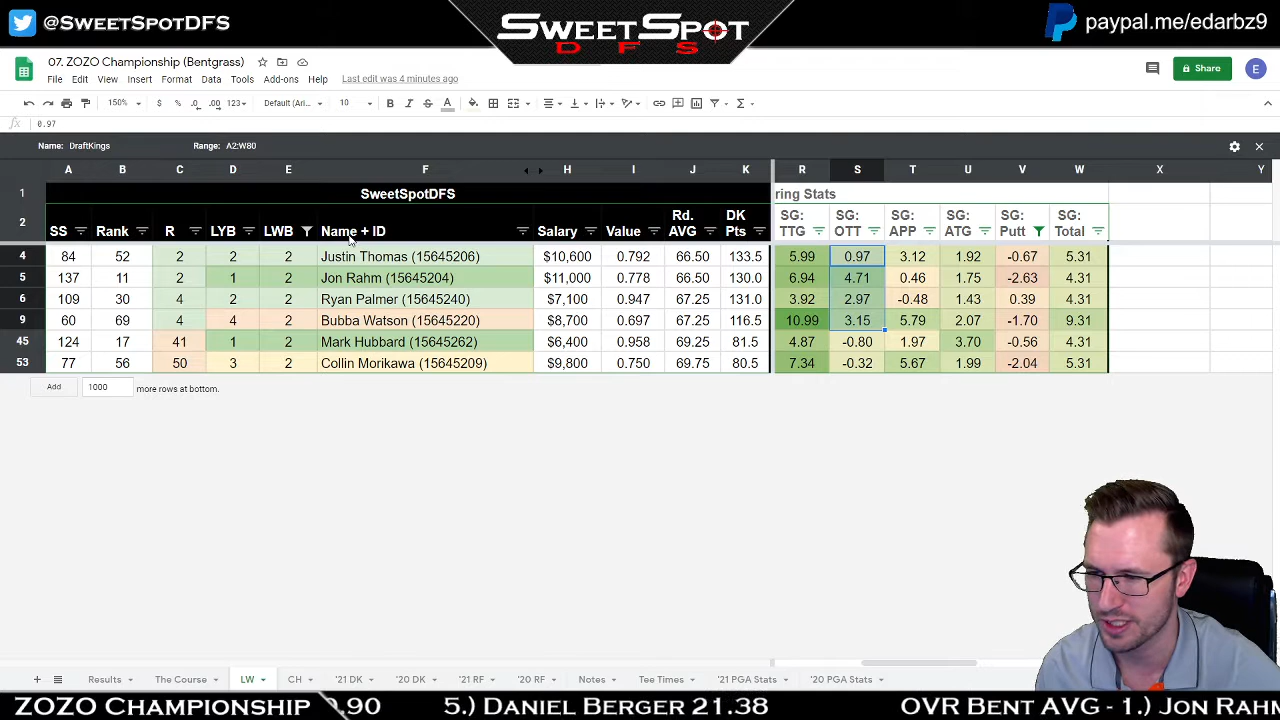 @SweetSpotDFS
SweetSpot
DFS
paypal.me/edarbz9
07. ZOZO Championship (Bentgrass)
File Edit View Insert Format Data Tools Add-ons Help Last edit was 4 minutes ago
Share
E
150% $ % .0 .00 123 Default (Ari... 10 B I S A
fx 0.97
Name: DraftKings Range: A2:W80
A B C D E F H I J K R S T U V W X Y
1 SweetSpotDFS ring Stats
2 SS Rank R LYB LWB Name + ID Salary Value Rd. AVG DK Pts SG: TTG SG: OTT SG: APP SG: ATG SG: Putt SG: Total
4 84 52 2 2 2 Justin Thomas (15645206) $10,600 0.792 66.50 133.5 5.99 0.97 3.12 1.92 -0.67 5.31
5 137 11 2 1 2 Jon Rahm (15645204) $11,000 0.778 66.50 130.0 6.94 4.71 0.46 1.75 -2.63 4.31
6 109 30 4 2 2 Ryan Palmer (15645240) $7,100 0.947 67.25 131.0 3.92 2.97 -0.48 1.43 0.39 4.31
9 60 69 4 4 2 Bubba Watson (15645220) $8,700 0.697 67.25 116.5 10.99 3.15 5.79 2.07 -1.70 9.31
45 124 17 41 1 2 Mark Hubbard (15645262) $6,400 0.958 69.25 81.5 4.87 -0.80 1.97 3.70 -0.56 4.31
53 77 56 50 3 2 Collin Morikawa (15645209) $9,800 0.750 69.75 80.5 7.34 -0.32 5.67 1.99 -2.04 5.31
Add 1000 more rows at bottom.
Results The Course LW CH '21 DK '20 DK '21 RF '20 RF Notes Tee Times '21 PGA Stats '20 PGA Stats
ZOZO Championship 0.90 5.) Daniel Berger 21.38 OVR Bent AVG - 1.) Jon Rahm